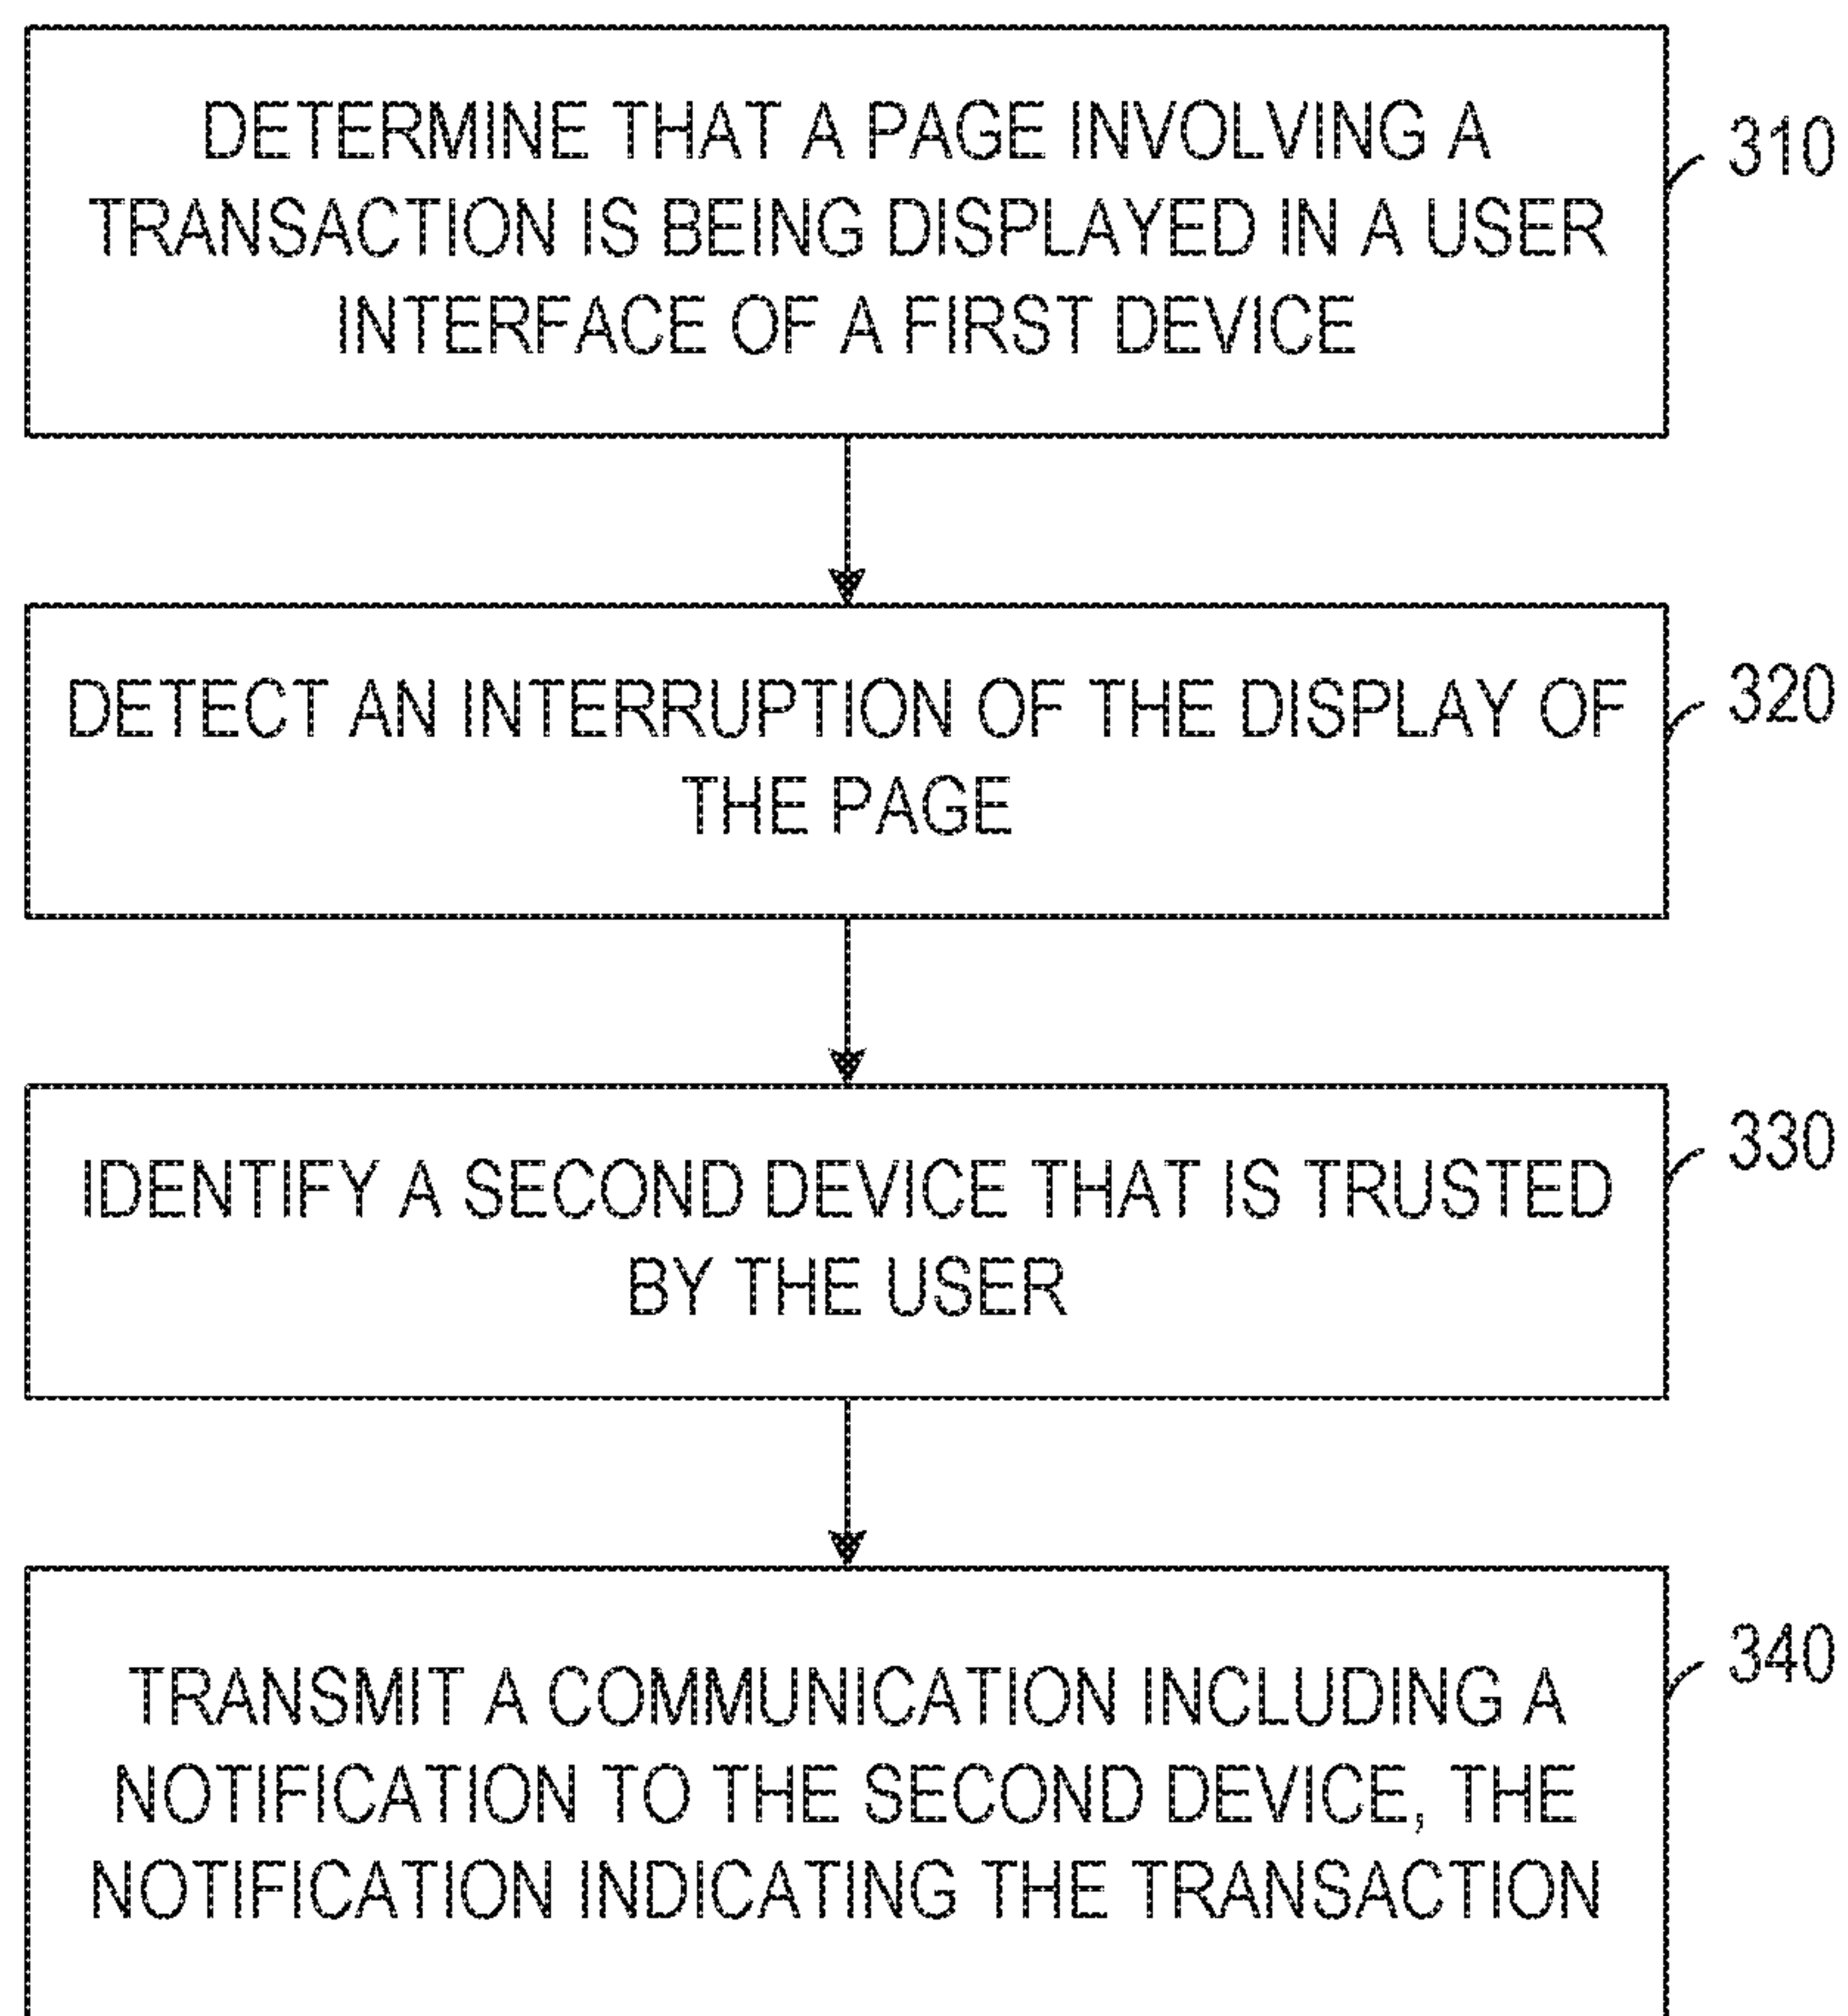 DETERMINE THAT A PAGE INVOLVING A
TRANSACTION IS BEING DISPLAYED IN A USER
INTERFACE OF A FIRST DEVICE
310
DETECT AN INTERRUPTION OF THE DISPLAY OF
THE PAGE
320
IDENTIFY A SECOND DEVICE THAT IS TRUSTED
BY THE USER
330
TRANSMIT A COMMUNICATION INCLUDING A
NOTIFICATION TO THE SECOND DEVICE, THE
NOTIFICATION INDICATING THE TRANSACTION
340